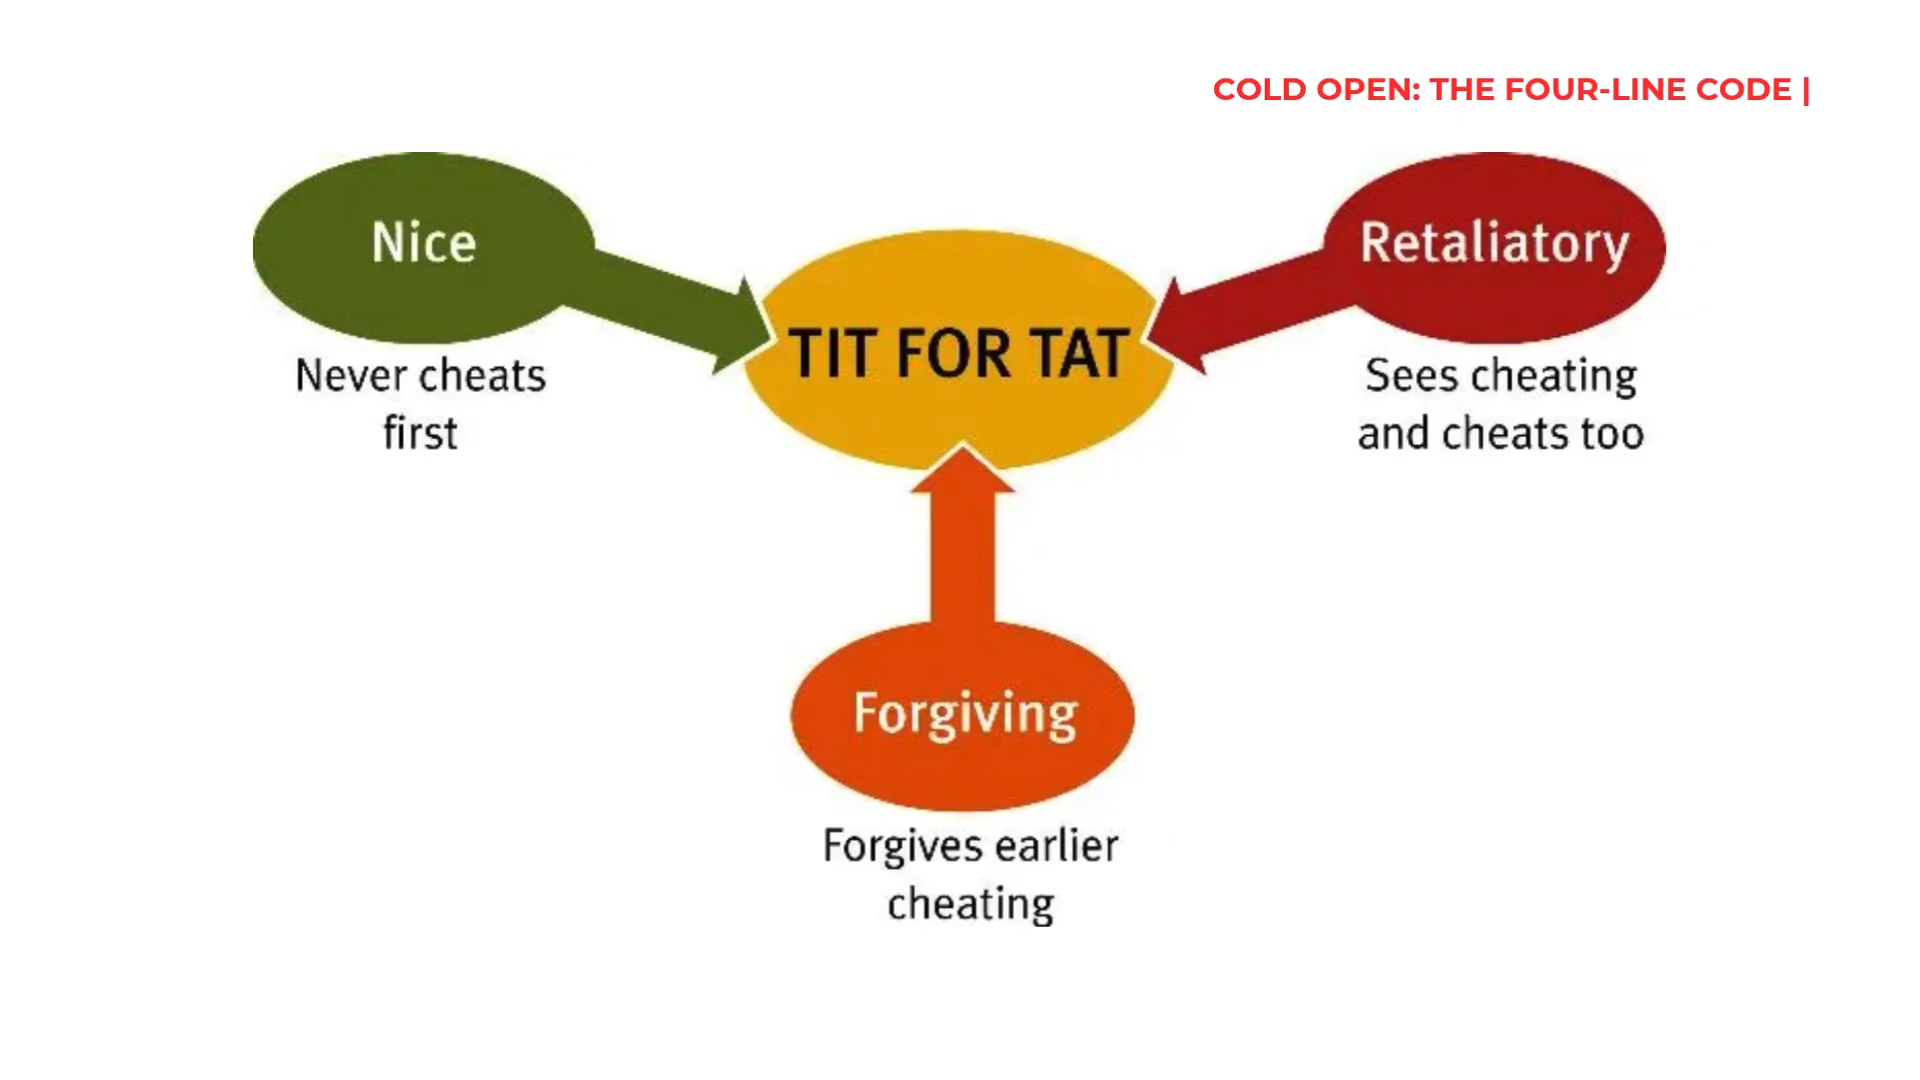 COLD OPEN: THE FOUR-LINE CODE |
Nice
Never cheats
first
TIT FOR TAT
Retaliatory
Sees cheating
and cheats too
Forgiving
Forgives earlier
cheating